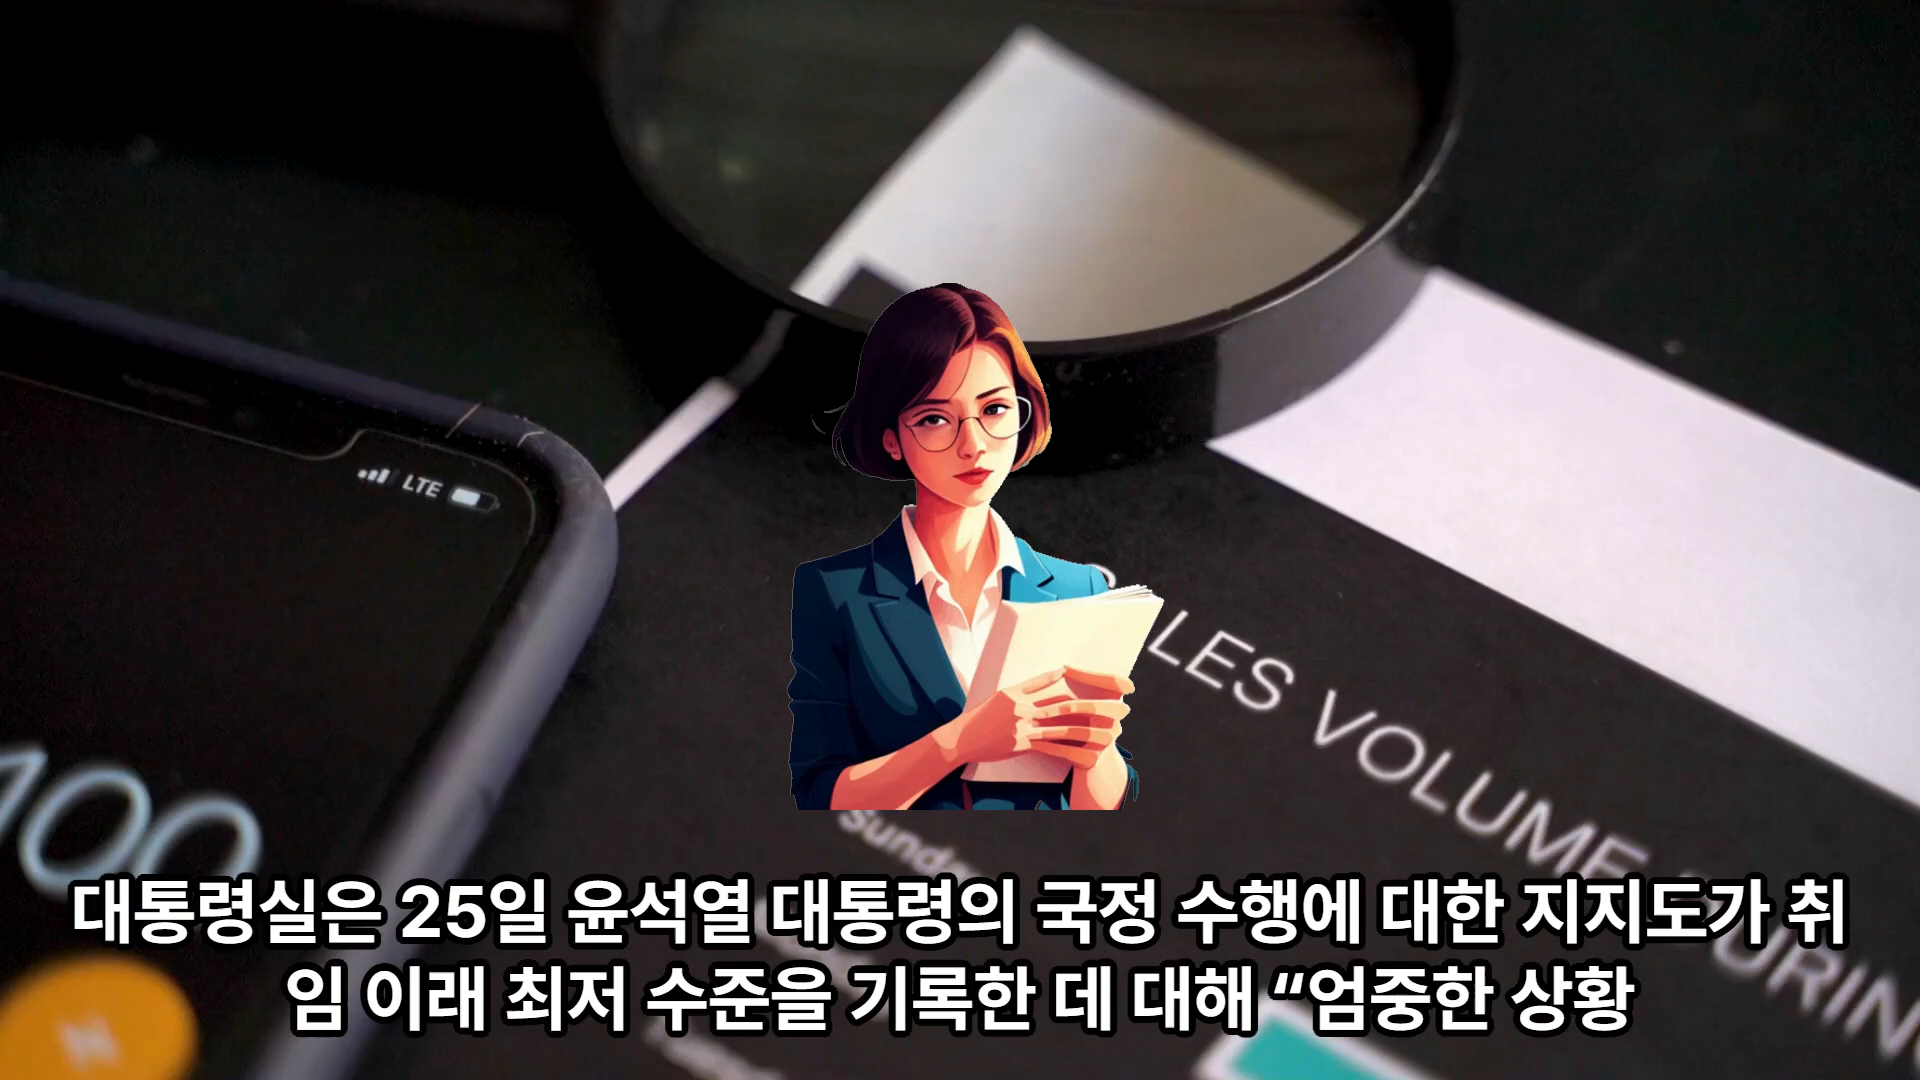 LTE
100
LES VOLUME
대통령실은 25일 윤석열 대통령의 국정 수행에 대한 지지도가 취
임 이래 최저 수준을 기록한 데 대해 “엄중한 상황